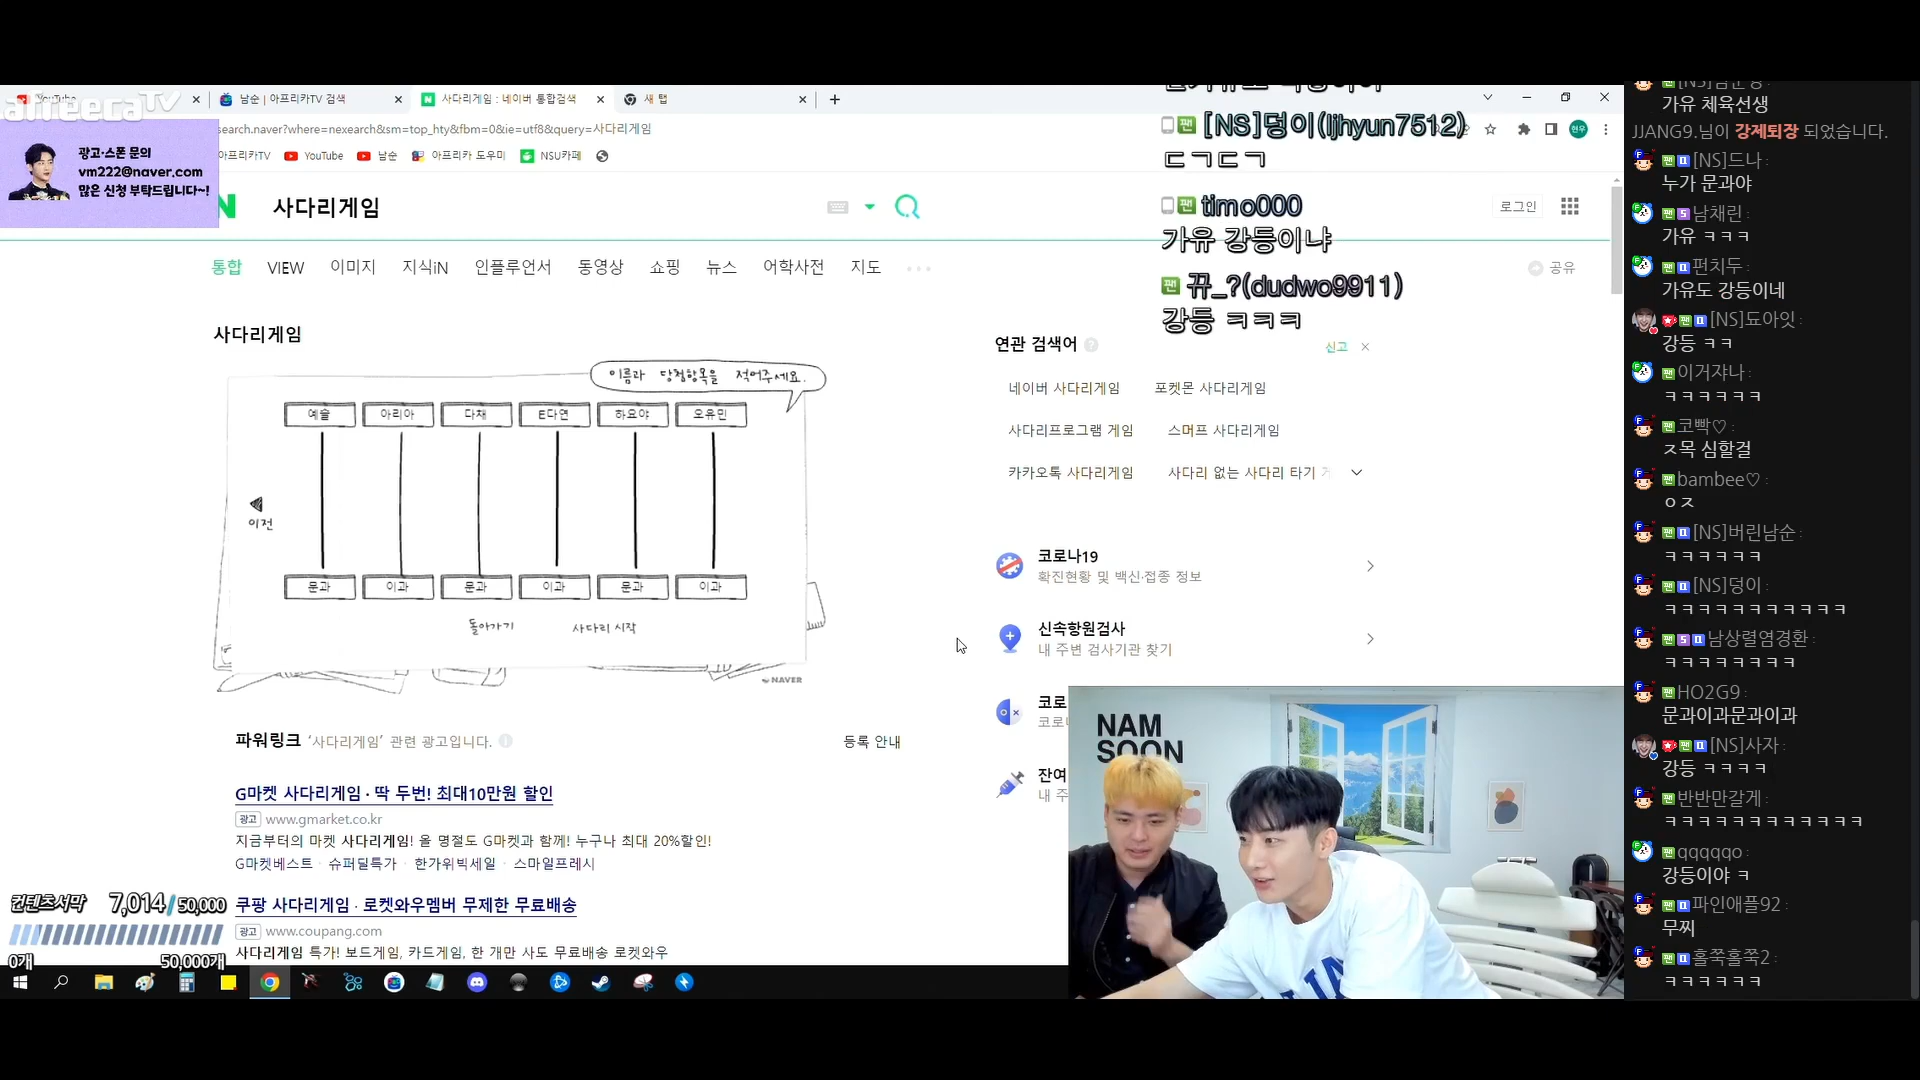 afreecaTV
YouTube
남순 | 아프리카TV 검색
사다리게임 : 네이버 통합검색
새 탭
search.naver?where=nexearch&sm=top_hty&fbm=0&ie=utf8&query=사다리게임
현우
아프리카TV
YouTube
남순
아프리카 도우미
NSU카페
광고·스폰 문의
vm222@naver.com
많은 신청 부탁드립니다~!
N
사다리게임
로그인
통합
VIEW
이미지
지식iN
인플루언서
동영상
쇼핑
뉴스
어학사전
지도
공유
팬 [NS]덩이(ljhyun7512)
ㄷㄱㄷㄱ
팬 timo000
가유 강등이냐
팬 뀨_?(dudwo9911)
강등 ㅋㅋㅋ
사다리게임
이름과 당첨항목을 적어주세요.
예슬
아리아
다채
E다연
하요야
오유민
이전
문과
이과
문과
이과
문과
이과
돌아가기
사다리 시작
NAVER
연관 검색어
신고
네이버 사다리게임
포켓몬 사다리게임
사다리프로그램 게임
스머프 사다리게임
카카오톡 사다리게임
사다리 없는 사다리 타기
코로나19
확진현황 및 백신·접종 정보
신속항원검사
내 주변 검사기관 찾기
코로
잔여
내 주
파워링크 '사다리게임' 관련 광고입니다.
등록 안내
G마켓 사다리게임 · 딱 두번! 최대10만원 할인
광고 www.gmarket.co.kr
지금부터의 마켓 사다리게임! 올 명절도 G마켓과 함께! 누구나 최대 20%할인!
G마켓베스트 · 슈퍼딜특가 · 한가위빅세일 · 스마일프레시
쿠팡 사다리게임 · 로켓와우멤버 무제한 무료배송
광고 www.coupang.com
사다리게임 특가! 보드게임, 카드게임, 한 개만 사도 무료배송 로켓와우
컨텐츠서막 7,014/50,000
0개 50,000개
NAM
SOON
가유 체육선생
JJANG9.님이 강제퇴장 되었습니다.
[NS]드나 :
누가 문과야
남채린 :
가유 ㅋㅋㅋ
펀치두 :
가유도 강등이네
[NS]됴아잇 :
강등 ㅋㅋ
이거쟈나 :
ㅋㅋㅋㅋㅋㅋ
코빡♡ :
ㅈ목 심할걸
bambee♡ :
ㅇㅈ
[NS]버린남순 :
ㅋㅋㅋㅋㅋㅋ
[NS]덩이 :
ㅋㅋㅋㅋㅋㅋㅋㅋㅋㅋㅋ
남상렬염경환 :
ㅋㅋㅋㅋㅋㅋㅋㅋ
HO2G9 :
문과이과문과이과
[NS]사자 :
강등 ㅋㅋㅋㅋ
반반만갈게 :
ㅋㅋㅋㅋㅋㅋㅋㅋㅋㅋㅋㅋ
qqqqqo :
강등이야 ㅋ
파인애플92 :
무찌
홀쭉홀쭉2 :
ㅋㅋㅋㅋㅋㅋ